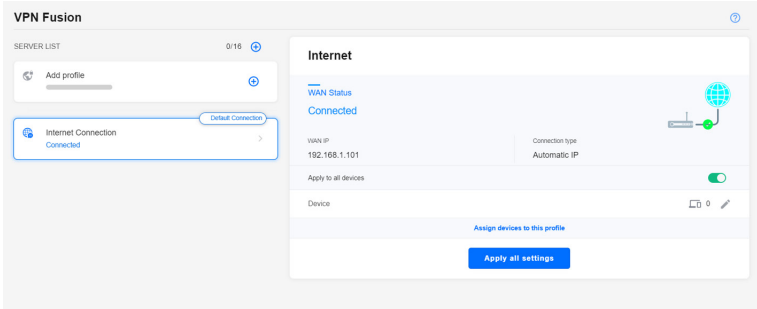 VPN Fusion
SERVER LIST 0/16
Add profile
Default Connection
Internet Connection
Connected
Internet
WAN Status
Connected
WAN IP Connection type
192.168.1.101 Automatic IP
Apply to all devices
Device 0
Assign devices to this profile
Apply all settings